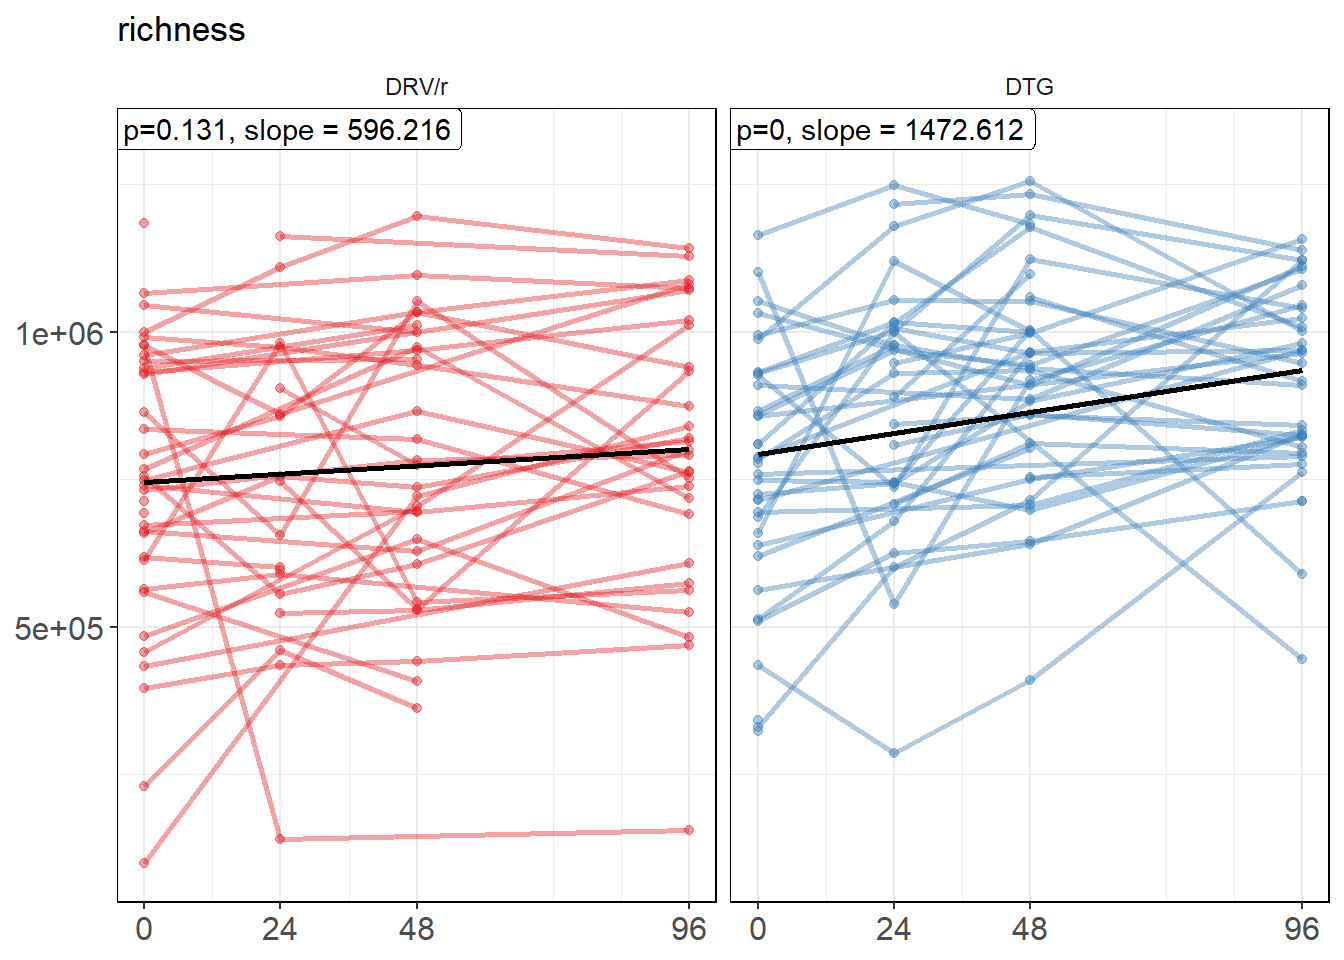 richness
DRV/r
DTG
p=0.131, slope = 596.216
p=0, slope = 1472.612
1e+06
5e+05
0 24 48 96
0 24 48 96